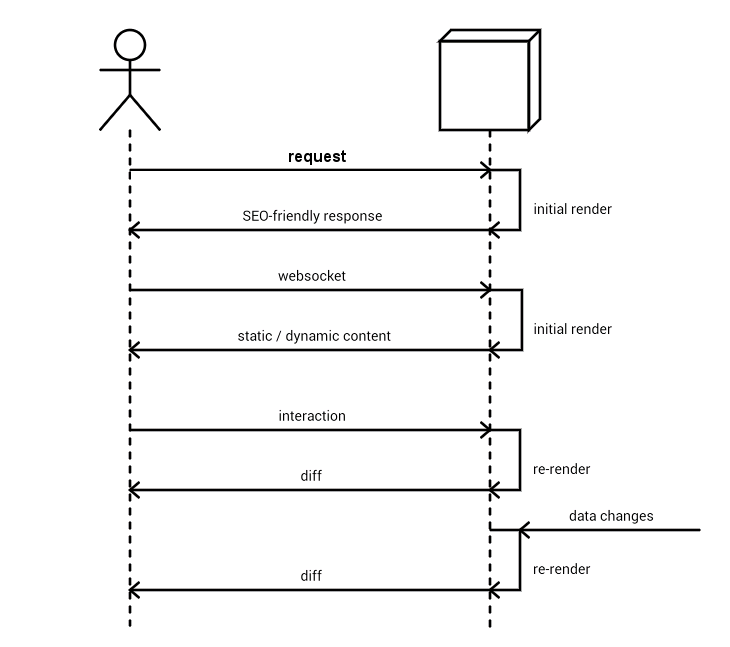 request
initial render
SEO-friendly response
websocket
initial render
static / dynamic content
interaction
re-render
diff
data changes
re-render
diff